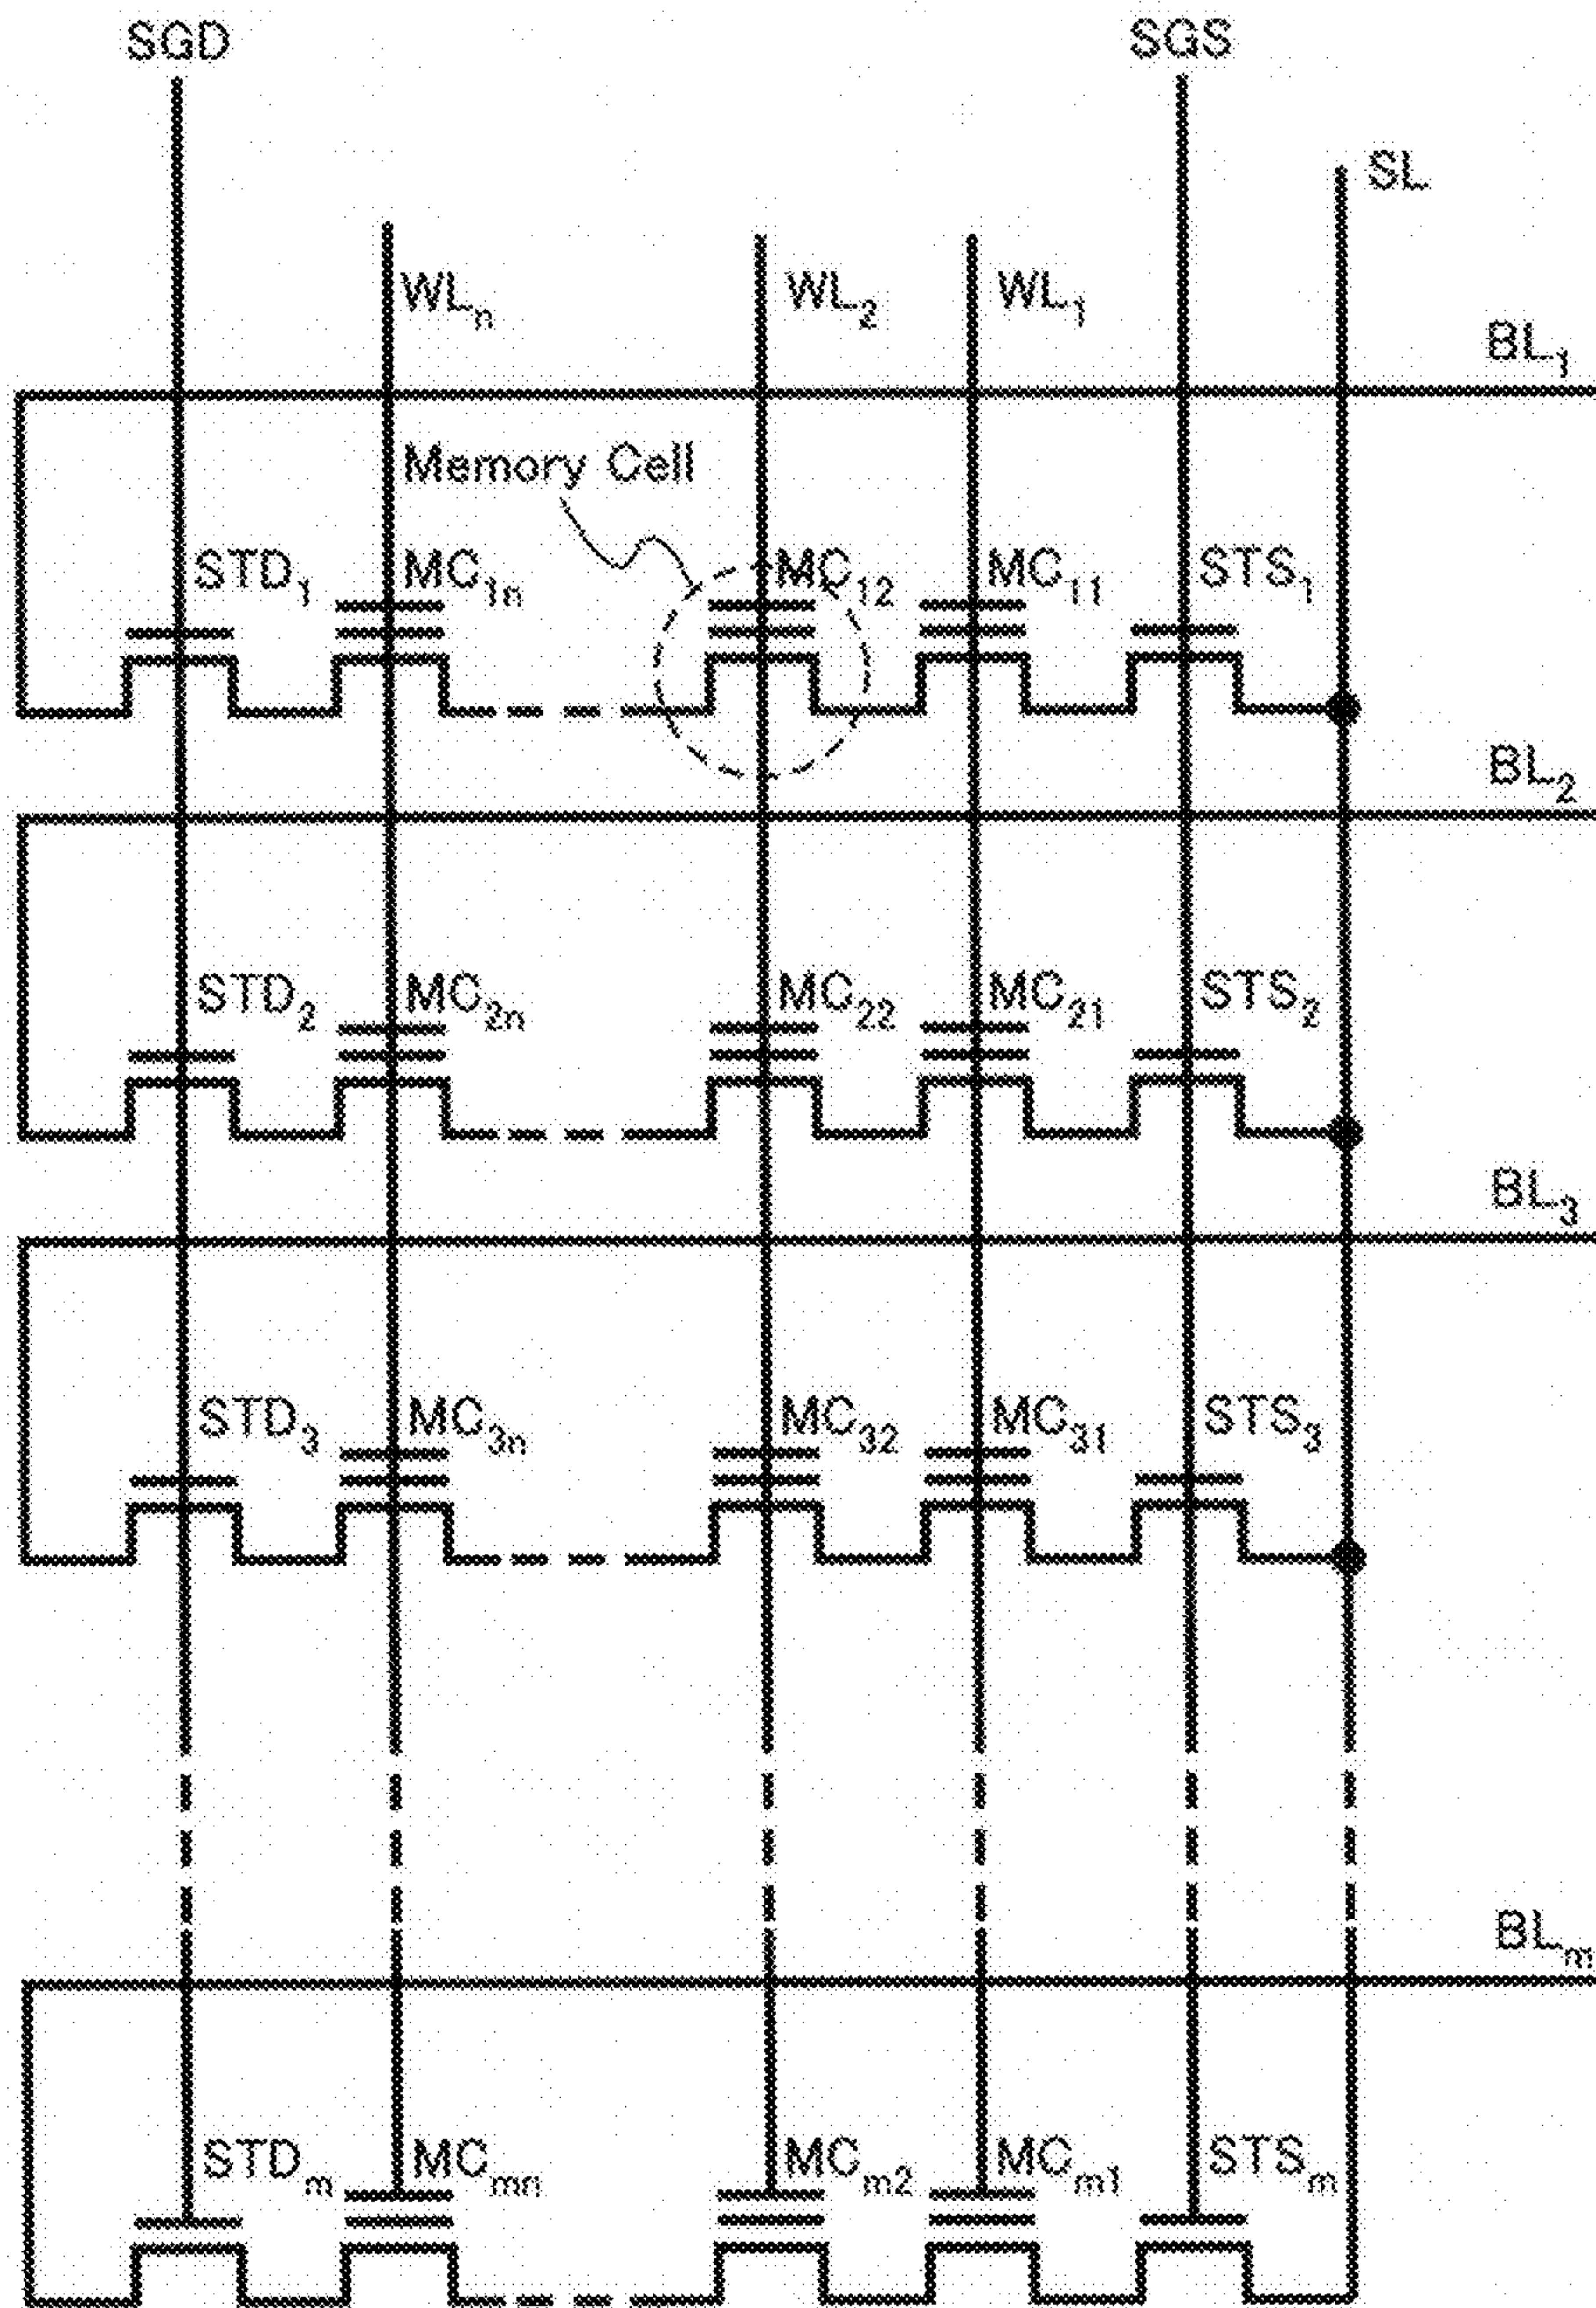 SGD SGS
SL
WLn WL2 WL1
BL1
Memory Cell
STD1 MC1n MC12 MC11 STS1
BL2
STD2 MC2n MC22 MC21 STS2
BL3
STD3 MC3n MC32 MC31 STS3
BLm
STDm MCmn MCm2 MCm1 STSm